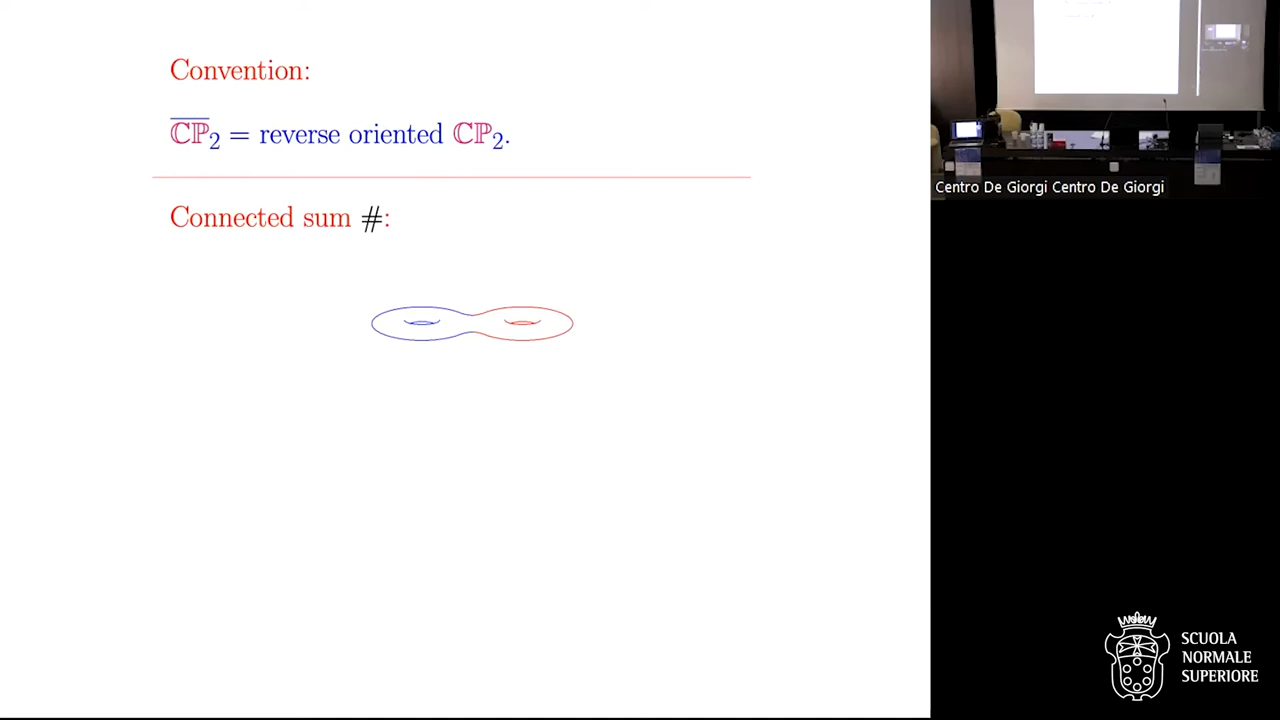 Convention:
$\overline{\mathbb{CP}}_2$ = reverse oriented $\mathbb{CP}_2$.
Connected sum #:
Centro De Giorgi Centro De Giorgi
SCUOLA
NORMALE
SUPERIORE